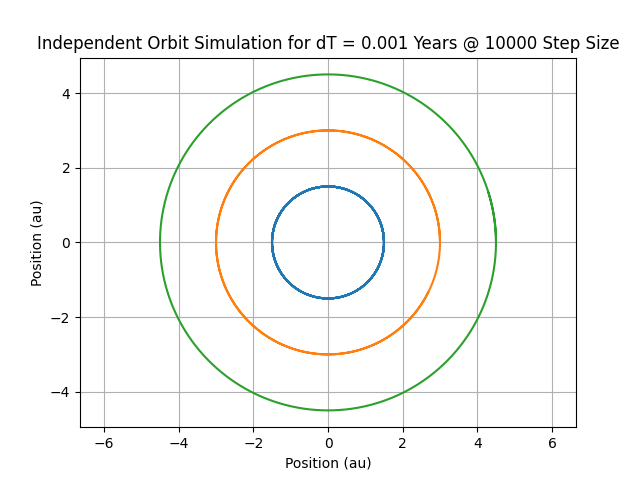 Independent Orbit Simulation for dT = 0.001 Years @ 10000 Step Size
4
2
0
−2
−4
Position (au)
−6 −4 −2 0 2 4 6
Position (au)